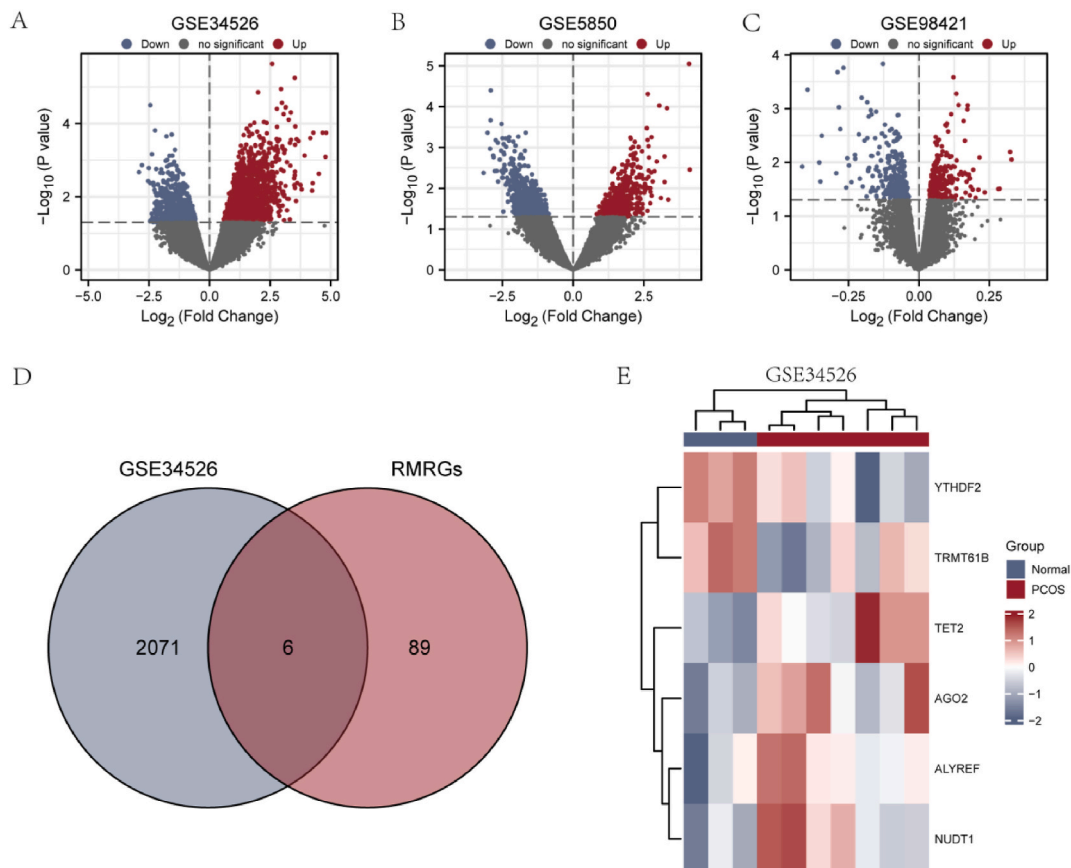 A
GSE34526
Down no significant Up
−Log10 (P value)
4
2
0
−5.0 −2.5 0.0 2.5 5.0
Log2 (Fold Change)
B
GSE5850
Down no significant Up
−Log10 (P value)
5
4
3
2
1
0
−2.5 0.0 2.5
Log2 (Fold Change)
C
GSE98421
Down no significant Up
−Log10 (P value)
4
3
2
1
0
−0.25 0.00 0.25
Log2 (Fold Change)
D
GSE34526 RMRGs
2071 6 89
E
GSE34526
YTHDF2
TRMT61B
TET2
AGO2
ALYREF
NUDT1
Group
Normal
PCOS
2
1
0
−1
−2